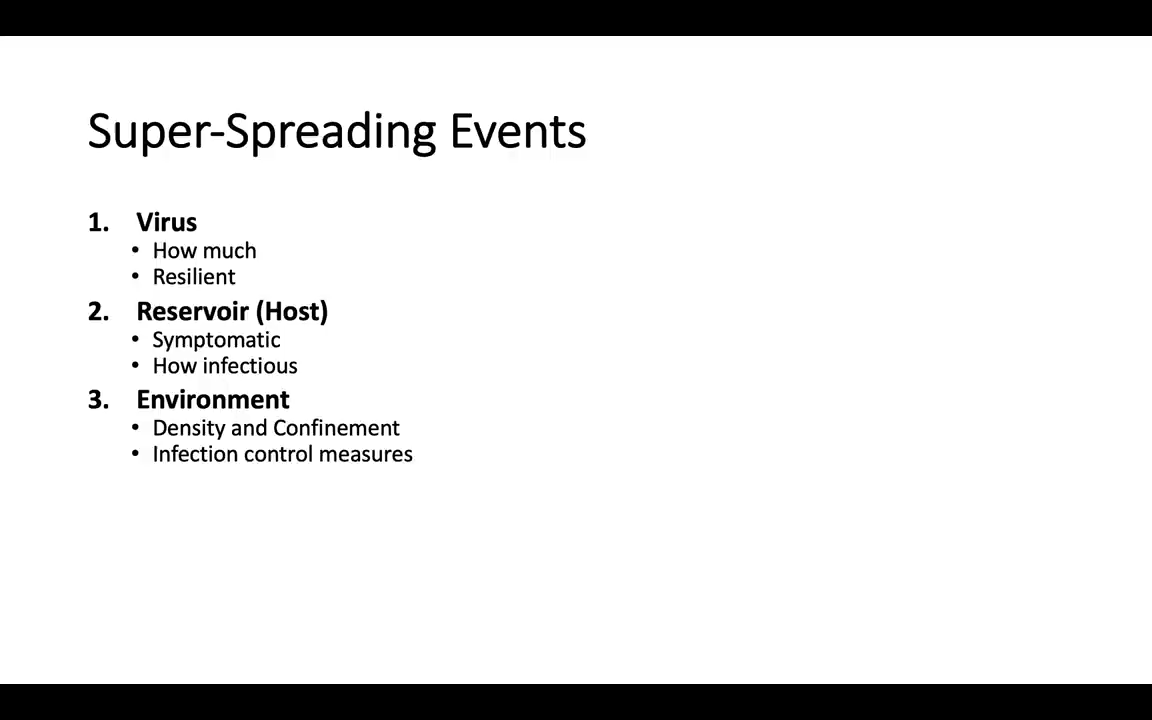 Super-Spreading Events
1. Virus
• How much
• Resilient
2. Reservoir (Host)
• Symptomatic
• How infectious
3. Environment
• Density and Confinement
• Infection control measures